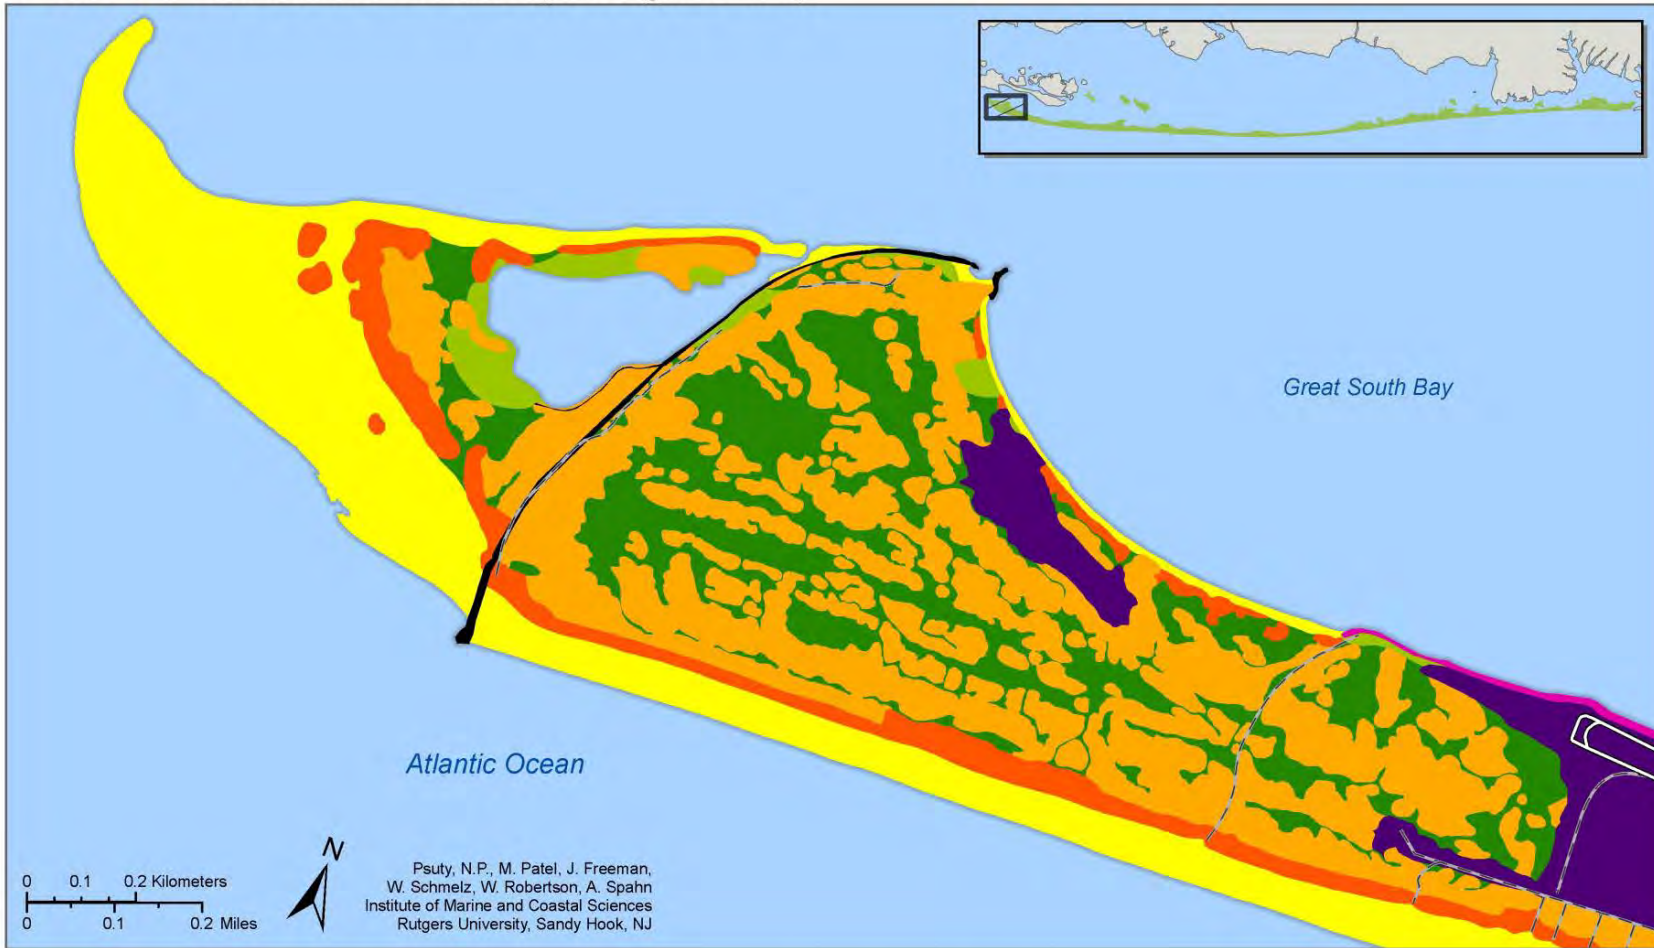 Great South Bay
Atlantic Ocean
N
0 0.1 0.2 Kilometers
0 0.1 0.2 Miles
Psuty, N.P., M. Patel, J. Freeman,
W. Schmelz, W. Robertson, A. Spahn
Institute of Marine and Coastal Sciences
Rutgers University, Sandy Hook, NJ